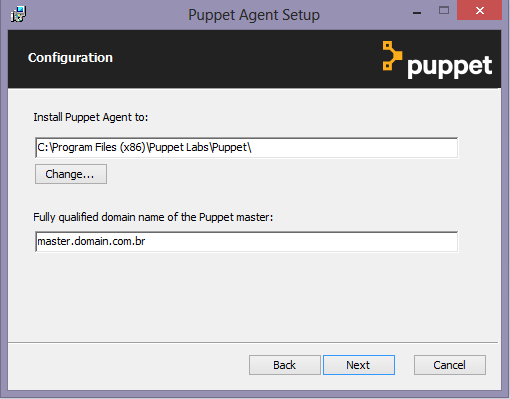 Puppet Agent Setup
Configuration
puppet
Install Puppet Agent to:
C:\Program Files (x86)\Puppet Labs\Puppet\
Change...
Fully qualified domain name of the Puppet master:
master.domain.com.br
Back
Next
Cancel